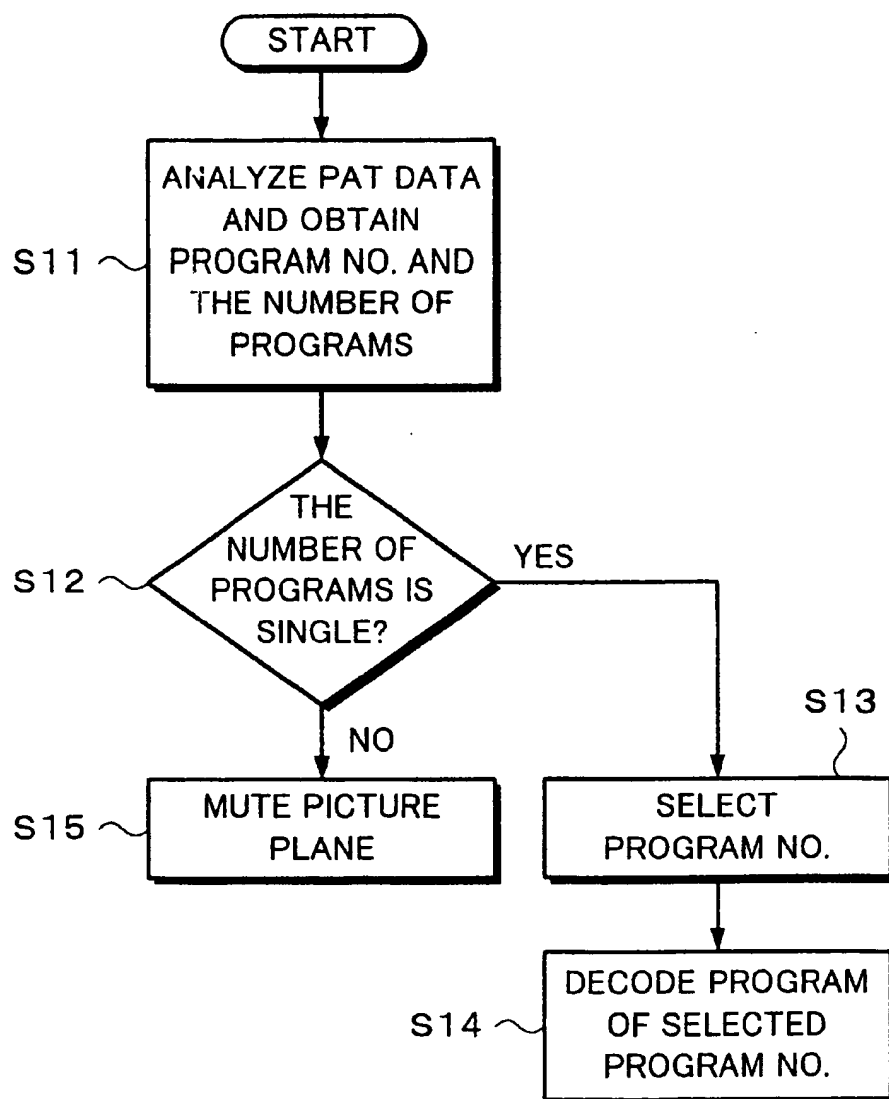 START
S11
ANALYZE PAT DATA
AND OBTAIN
PROGRAM NO. AND
THE NUMBER OF
PROGRAMS
S12
THE
NUMBER OF
PROGRAMS IS
SINGLE?
YES
NO
S15
MUTE PICTURE
PLANE
S13
SELECT
PROGRAM NO.
S14
DECODE PROGRAM
OF SELECTED
PROGRAM NO.